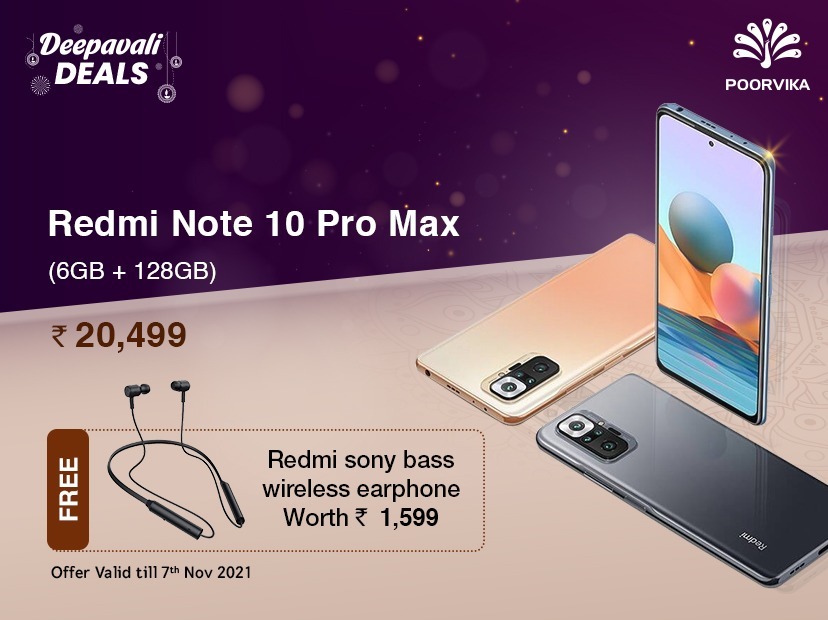 Deepavali
DEALS
POORVIKA
Redmi Note 10 Pro Max
(6GB + 128GB)
₹ 20,499
FREE
Redmi sony bass
wireless earphone
Worth ₹ 1,599
Offer Valid till 7th Nov 2021
Redmi